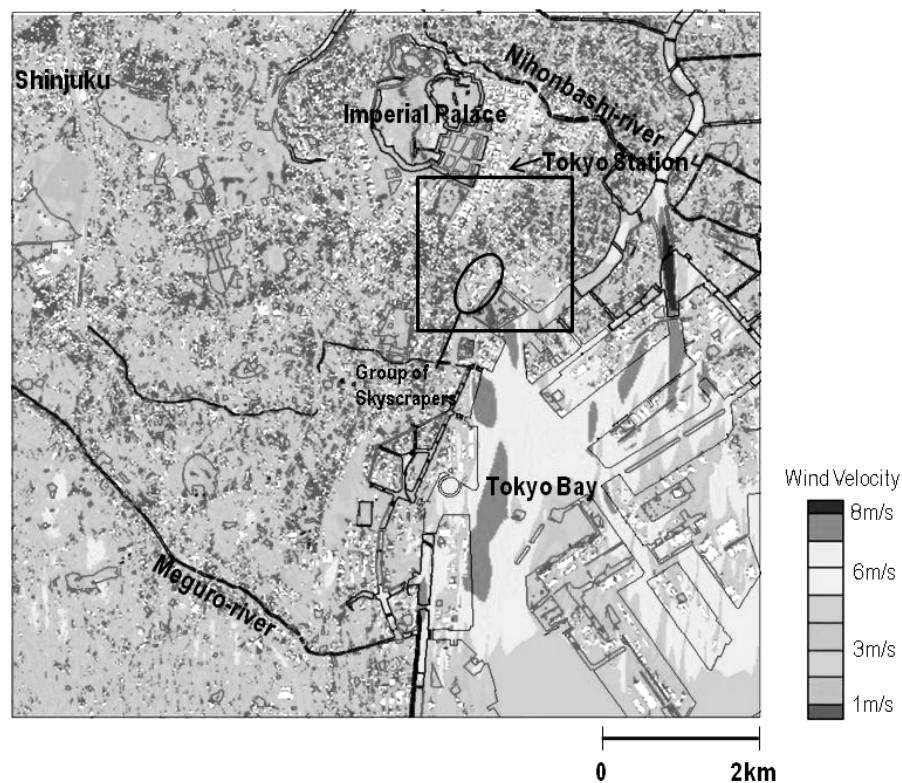 Shinjuku
Imperial Palace
Nihonbashi-river
Tokyo Station
Group of
Skyscrapers
Tokyo Bay
Meguro-river
Wind Velocity
8m/s
6m/s
3m/s
1m/s
0
2km